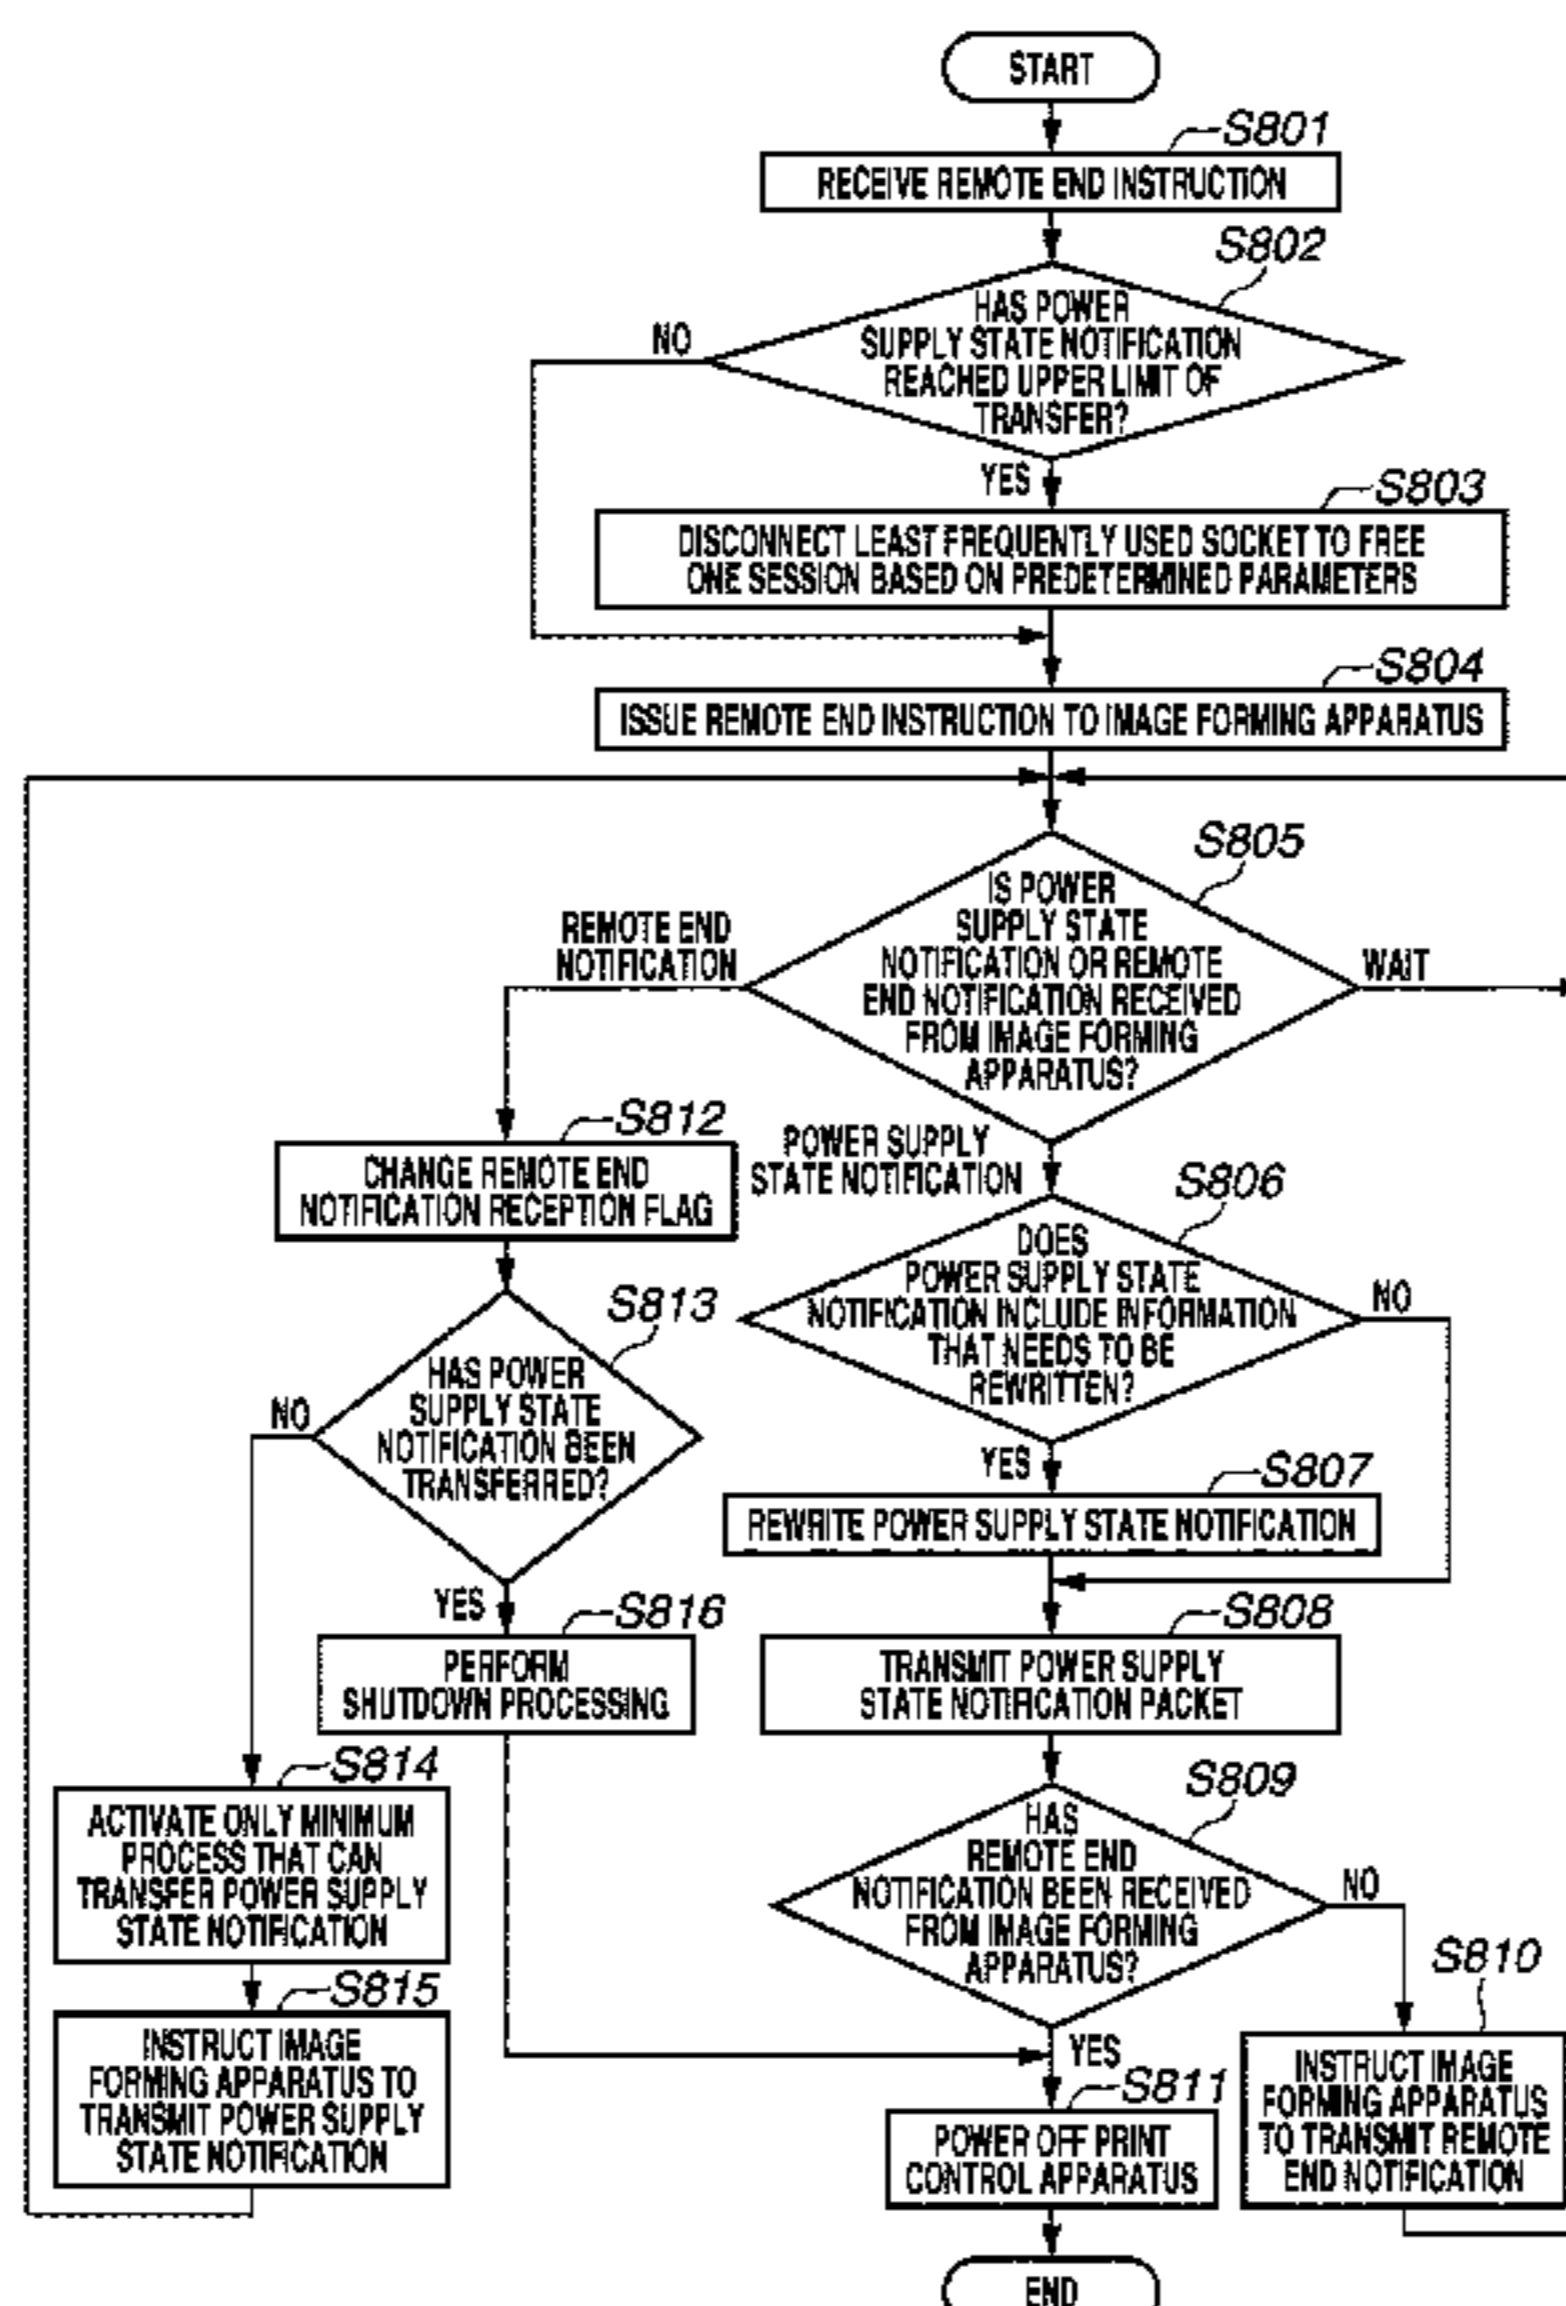 START
S801
RECEIVE REMOTE END INSTRUCTION
S802
HAS POWER
SUPPLY STATE NOTIFICATION
REACHED UPPER LIMIT OF
TRANSFER?
NO
YES
S803
DISCONNECT LEAST FREQUENTLY USED SOCKET TO FREE
ONE SESSION BASED ON PREDETERMINED PARAMETERS
S804
ISSUE REMOTE END INSTRUCTION TO IMAGE FORMING APPARATUS
S805
IS POWER
SUPPLY STATE
NOTIFICATION OR REMOTE
END NOTIFICATION RECEIVED
FROM IMAGE FORMING
APPARATUS?
REMOTE END
NOTIFICATION
WAIT
POWER SUPPLY
STATE NOTIFICATION
S812
CHANGE REMOTE END
NOTIFICATION RECEPTION FLAG
S806
DOES
POWER SUPPLY STATE
NOTIFICATION INCLUDE INFORMATION
THAT NEEDS TO BE
REWRITTEN?
NO
YES
S813
HAS POWER
SUPPLY STATE
NOTIFICATION BEEN
TRANSFERRED?
NO
YES
S807
REWRITE POWER SUPPLY STATE NOTIFICATION
S816
PERFORM
SHUTDOWN PROCESSING
S808
TRANSMIT POWER SUPPLY
STATE NOTIFICATION PACKET
S814
ACTIVATE ONLY MINIMUM
PROCESS THAT CAN
TRANSFER POWER SUPPLY
STATE NOTIFICATION
S809
HAS
REMOTE END
NOTIFICATION BEEN RECEIVED
FROM IMAGE FORMING
APPARATUS?
NO
YES
S815
INSTRUCT IMAGE
FORMING APPARATUS TO
TRANSMIT POWER SUPPLY
STATE NOTIFICATION
S810
INSTRUCT IMAGE
FORMING APPARATUS
TO TRANSMIT REMOTE
END NOTIFICATION
S811
POWER OFF PRINT
CONTROL APPARATUS
END